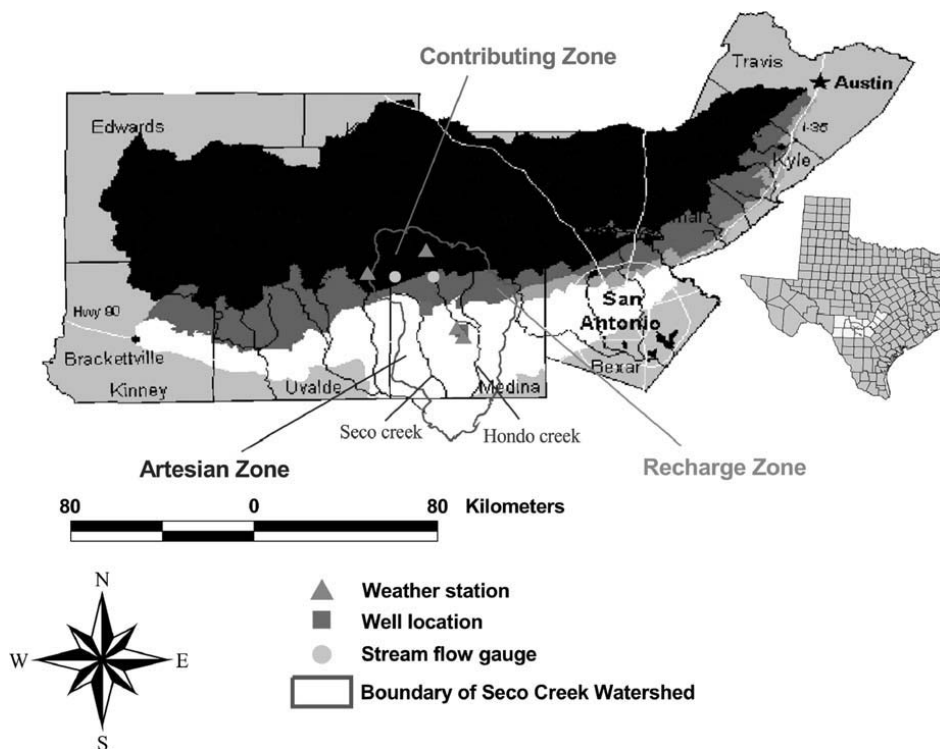 Contributing Zone
Travis
Austin
Edwards
I-35
Kyle
Hwy 90
San
Antonio
Brackettville
Bexar
Kinney
Uvalde
Medina
Seco creek
Hondo creek
Artesian Zone
Recharge Zone
80 0 80 Kilometers
N
W E
S
Weather station
Well location
Stream flow gauge
Boundary of Seco Creek Watershed